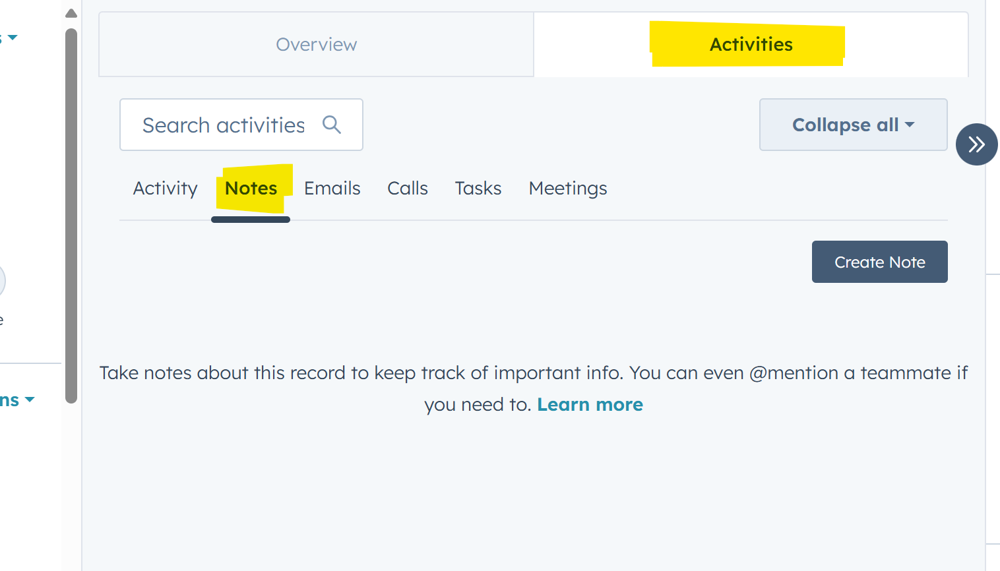 Overview
Activities
Search activities
Collapse all
Activity Notes Emails Calls Tasks Meetings
Create Note
e
Take notes about this record to keep track of important info. You can even @mention a teammate if
ns
you need to. Learn more